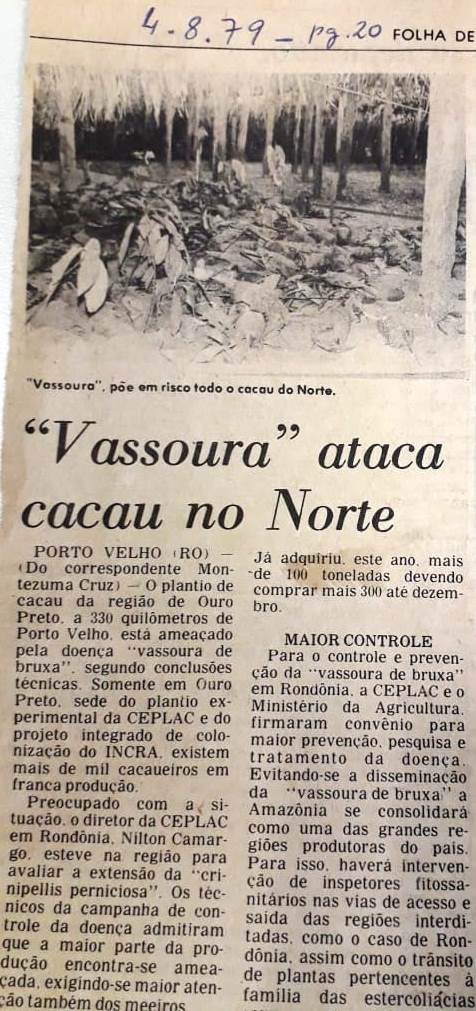 4-8.79 - pg.20 FOLHA DE
"Vassoura", põe em risco todo o cacau do Norte.
"Vassoura" ataca
cacau no Norte
PORTO VELHO (RO) —
(Do correspondente Mon-
tezuma Cruz) — O plantio de
cacau da região de Ouro
Preto, a 330 quilômetros de
Porto Velho, está ameaçado
pela doença "vassoura de
bruxa", segundo conclusões
técnicas. Somente em Ouro
Preto, sede do plantio ex-
perimental da CEPLAC e do
projeto integrado de colo-
nização do INCRA, existem
mais de mil cacaueiros em
franca produção.
Preocupado com a si-
tuação, o diretor da CEPLAC
em Rondônia, Nilton Camar-
go, esteve na região para
avaliar a extensão da "cri-
nipellis perniciosa". Os téc-
nicos da campanha de con-
trole da doença admitiram
que a maior parte da pro-
dução encontra-se amea-
çada, exigindo-se maior aten-
ção também dos meeiros
Já adquiriu, este ano, mais
de 100 toneladas devendo
comprar mais 300 até dezem-
bro.
MAIOR CONTROLE
Para o controle e preven-
ção da "vassoura de bruxa"
em Rondônia, a CEPLAC e o
Ministério da Agricultura,
firmaram convênio para
maior prevenção, pesquisa e
tratamento da doença.
Evitando-se a disseminação
da "vassoura de bruxa" a
Amazônia se consolidará
como uma das grandes re-
giões produtoras do país.
Para isso, haverá interven-
ção de inspetores fitossa-
nitários nas vias de acesso e
saída das regiões interdi-
tadas, como o caso de Ron-
dônia, assim como o trânsito
de plantas pertencentes à
família das estercoliácias